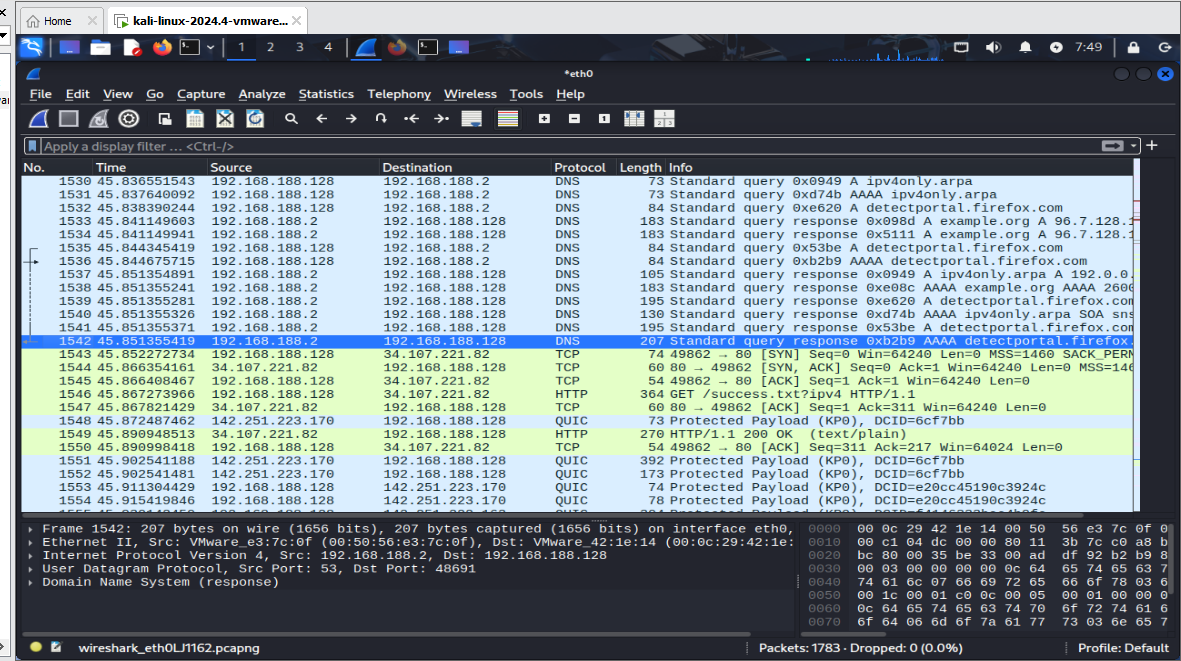 Home
kali-linux-2024.4-vmware...
1 2 3 4
7:49
*eth0
File Edit View Go Capture Analyze Statistics Telephony Wireless Tools Help
Apply a display filter … <Ctrl-/>
No. Time Source Destination Protocol Length Info
1530 45.836551543 192.168.188.128 192.168.188.2 DNS 73 Standard query 0x0949 A ipv4only.arpa
1531 45.837640092 192.168.188.128 192.168.188.2 DNS 73 Standard query 0xd74b AAAA ipv4only.arpa
1532 45.838390244 192.168.188.128 192.168.188.2 DNS 84 Standard query 0xe620 A detectportal.firefox.com
1533 45.841149603 192.168.188.2 192.168.188.128 DNS 183 Standard query response 0x098d A example.org A 96.7.128.1
1534 45.841149941 192.168.188.2 192.168.188.128 DNS 183 Standard query response 0x5111 A example.org A 96.7.128.1
1535 45.844345419 192.168.188.128 192.168.188.2 DNS 84 Standard query 0x53be A detectportal.firefox.com
1536 45.844675715 192.168.188.128 192.168.188.2 DNS 84 Standard query 0xb2b9 AAAA detectportal.firefox.com
1537 45.851354891 192.168.188.2 192.168.188.128 DNS 105 Standard query response 0x0949 A ipv4only.arpa A 192.0.0.
1538 45.851355241 192.168.188.2 192.168.188.128 DNS 183 Standard query response 0xe08c AAAA example.org AAAA 2600
1539 45.851355281 192.168.188.2 192.168.188.128 DNS 195 Standard query response 0xe620 A detectportal.firefox.com
1540 45.851355326 192.168.188.2 192.168.188.128 DNS 130 Standard query response 0xd74b AAAA ipv4only.arpa SOA sns
1541 45.851355371 192.168.188.2 192.168.188.128 DNS 195 Standard query response 0x53be A detectportal.firefox.com
1542 45.851355419 192.168.188.2 192.168.188.128 DNS 207 Standard query response 0xb2b9 AAAA detectportal.firefox.
1543 45.852272734 192.168.188.128 34.107.221.82 TCP 74 49862 → 80 [SYN] Seq=0 Win=64240 Len=0 MSS=1460 SACK_PERM
1544 45.866354161 34.107.221.82 192.168.188.128 TCP 60 80 → 49862 [SYN, ACK] Seq=0 Ack=1 Win=64240 Len=0 MSS=146
1545 45.866408467 192.168.188.128 34.107.221.82 TCP 54 49862 → 80 [ACK] Seq=1 Ack=1 Win=64240 Len=0
1546 45.867273966 192.168.188.128 34.107.221.82 HTTP 364 GET /success.txt?ipv4 HTTP/1.1
1547 45.867821429 34.107.221.82 192.168.188.128 TCP 60 80 → 49862 [ACK] Seq=1 Ack=311 Win=64240 Len=0
1548 45.872487462 142.251.223.170 192.168.188.128 QUIC 73 Protected Payload (KP0), DCID=6cf7bb
1549 45.890948513 34.107.221.82 192.168.188.128 HTTP 270 HTTP/1.1 200 OK (text/plain)
1550 45.890998418 192.168.188.128 34.107.221.82 TCP 54 49862 → 80 [ACK] Seq=311 Ack=217 Win=64024 Len=0
1551 45.902541188 142.251.223.170 192.168.188.128 QUIC 392 Protected Payload (KP0), DCID=6cf7bb
1552 45.902541481 142.251.223.170 192.168.188.128 QUIC 173 Protected Payload (KP0), DCID=6cf7bb
1553 45.911304429 192.168.188.128 142.251.223.170 QUIC 74 Protected Payload (KP0), DCID=e20cc45190c3924c
1554 45.915419846 192.168.188.128 142.251.223.170 QUIC 78 Protected Payload (KP0), DCID=e20cc45190c3924c
Frame 1542: 207 bytes on wire (1656 bits), 207 bytes captured (1656 bits) on interface eth0,
Ethernet II, Src: VMware_e3:7c:0f (00:50:56:e3:7c:0f), Dst: VMware_42:1e:14 (00:0c:29:42:1e:
Internet Protocol Version 4, Src: 192.168.188.2, Dst: 192.168.188.128
User Datagram Protocol, Src Port: 53, Dst Port: 48691
Domain Name System (response)
0000 00 0c 29 42 1e 14 00 50 56 e3 7c 0f 0
0010 00 c1 04 dc 00 00 80 11 3b 7c c0 a8 b
0020 bc 80 00 35 be 33 00 ad df 92 b2 b9 8
0030 00 03 00 00 00 00 0c 64 65 74 65 63 7
0040 74 61 6c 07 66 69 72 65 66 6f 78 03 6
0050 00 1c 00 01 c0 0c 00 05 00 01 00 00 0
0060 0c 64 65 74 65 63 74 70 6f 72 74 61 6
0070 6f 64 06 6d 6f 7a 61 77 73 03 6e 65 7
wireshark_eth0LJ1162.pcapng
Packets: 1783 · Dropped: 0 (0.0%)
Profile: Default